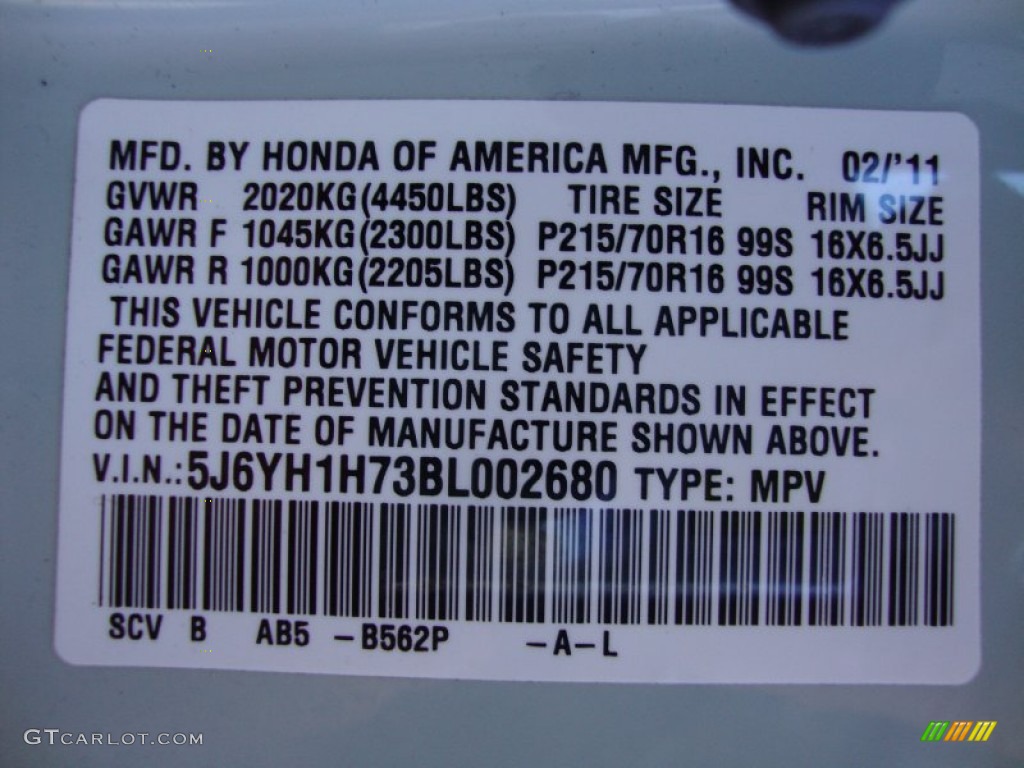 MFD. BY HONDA OF AMERICA MFG., INC. 02/'11
GVWR 2020KG(4450LBS) TIRE SIZE RIM SIZE
GAWR F 1045KG(2300LBS) P215/70R16 99S 16X6.5JJ
GAWR R 1000KG(2205LBS) P215/70R16 99S 16X6.5JJ
THIS VEHICLE CONFORMS TO ALL APPLICABLE
FEDERAL MOTOR VEHICLE SAFETY
AND THEFT PREVENTION STANDARDS IN EFFECT
ON THE DATE OF MANUFACTURE SHOWN ABOVE.
V.I.N.: 5J6YH1H73BL002680 TYPE: MPV
SCV B AB5 -B562P -A-L
GTCARLOT.COM